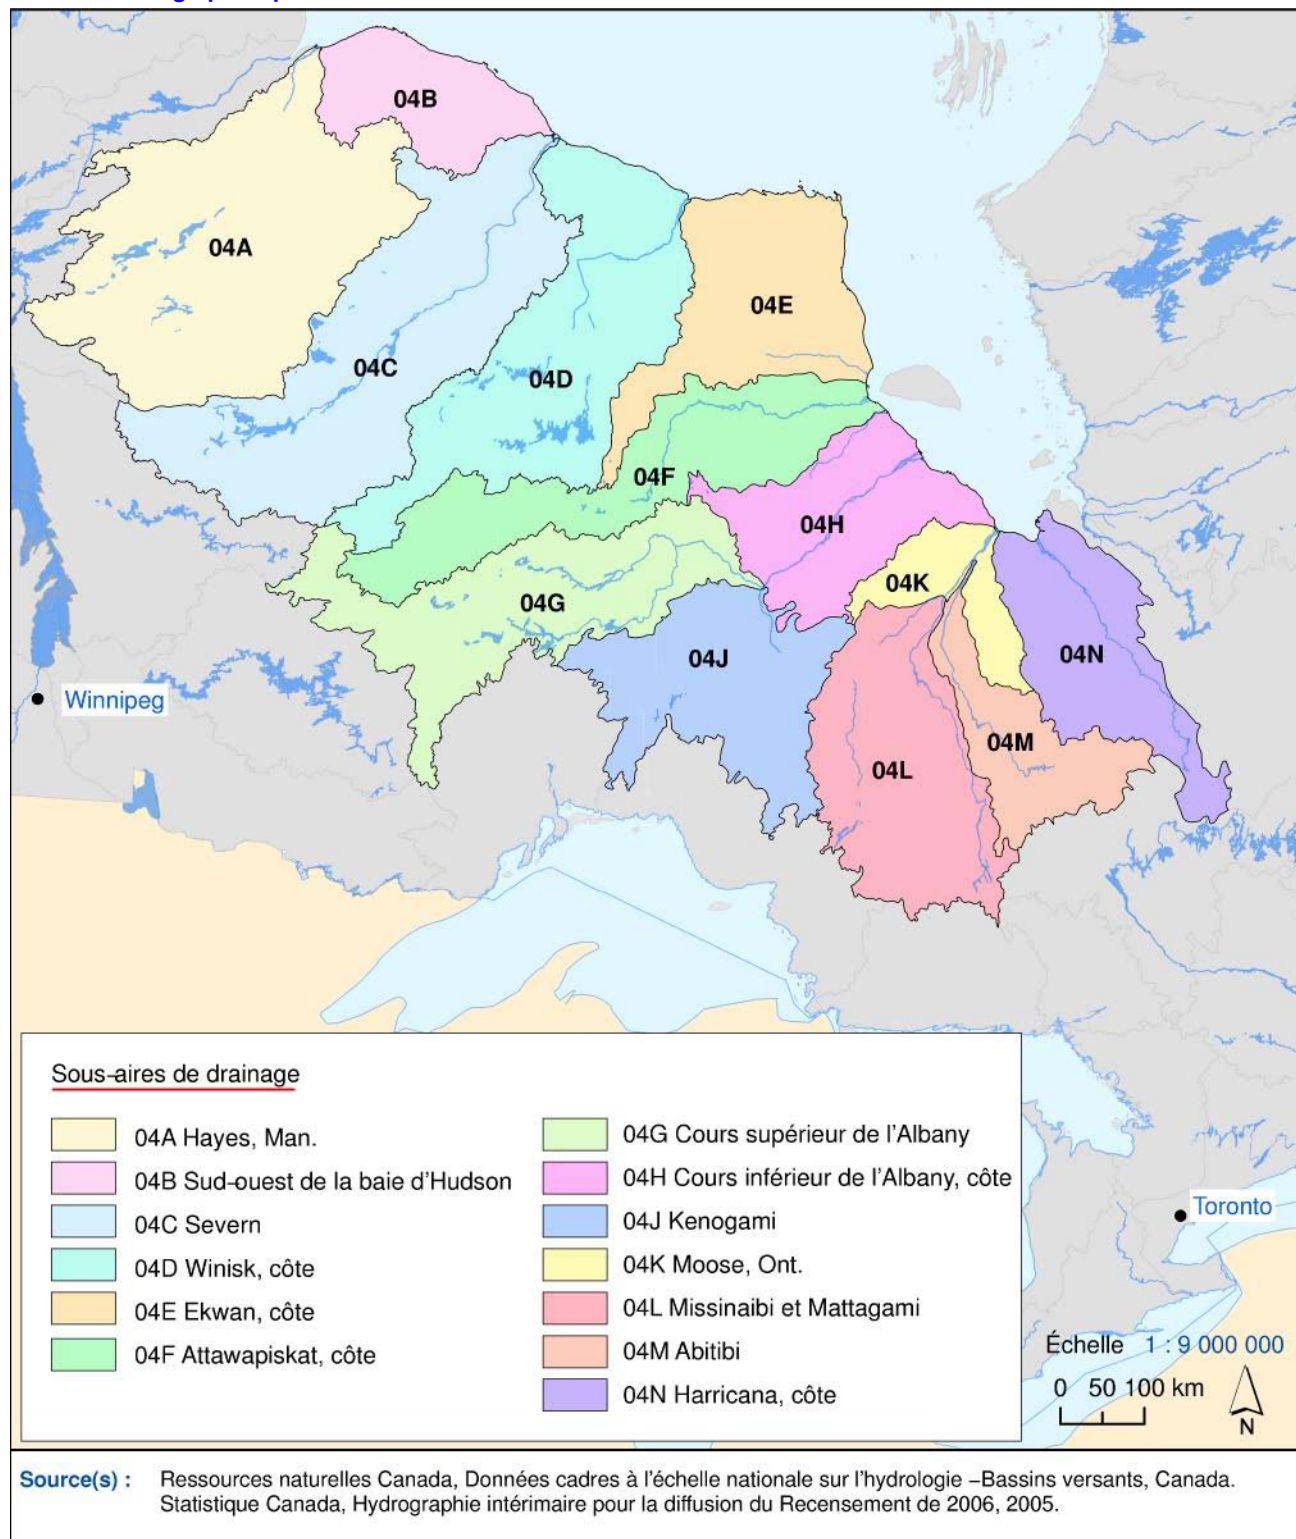 04B
04A
04E
04C
04D
04F
04H
04K
04G
04J
04N
Winnipeg
04M
04L
Sous-aires de drainage
04A Hayes, Man.
04B Sud-ouest de la baie d'Hudson
04C Severn
04D Winisk, côte
04E Ekwan, côte
04F Attawapiskat, côte
04G Cours supérieur de l'Albany
04H Cours inférieur de l'Albany, côte
04J Kenogami
04K Moose, Ont.
04L Missinaibi et Mattagami
04M Abitibi
04N Harricana, côte
Toronto
Échelle 1 : 9 000 000
0 50 100 km
N
Source(s) : Ressources naturelles Canada, Données cadres à l'échelle nationale sur l'hydrologie –Bassins versants, Canada.
Statistique Canada, Hydrographie intérimaire pour la diffusion du Recensement de 2006, 2005.